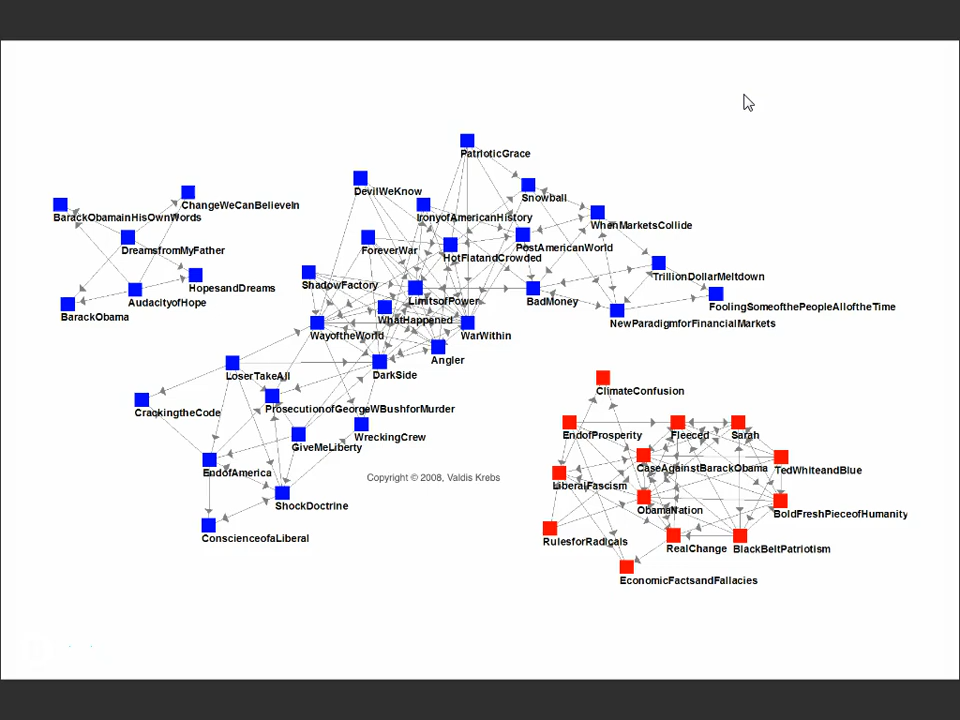 PatrioticGrace
DevilWeKnow
Snowball
ChangeWeCanBelieveIn
BarackObamainHisOwnWords
IronyofAmericanHistory
WhenMarketsCollide
DreamsfromMyFather
ForeverWar
PostAmericanWorld
HotFlatandCrowded
TrillionDollarMeltdown
HopesandDreams
ShadowFactory
AudacityofHope
LimitsofPower
BadMoney
FoolingSomeofthePeopleAlloftheTime
BarackObama
WhatHappened
NewParadigmforFinancialMarkets
WayoftheWorld
WarWithin
Angler
LoserTakeAll
DarkSide
ClimateConfusion
CrackingtheCode
ProsecutionofGeorgeWBushforMurder
WreckingCrew
EndofProsperity
Fleeced
Sarah
GiveMeLiberty
EndofAmerica
CaseAgainstBarackObama
TedWhiteandBlue
Copyright © 2008, Valdis Krebs
LiberalFascism
ShockDoctrine
ObamaNation
BoldFreshPieceofHumanity
ConscienceofaLiberal
RulesforRadicals
RealChange
BlackBeltPatriotism
EconomicFactsandFallacies